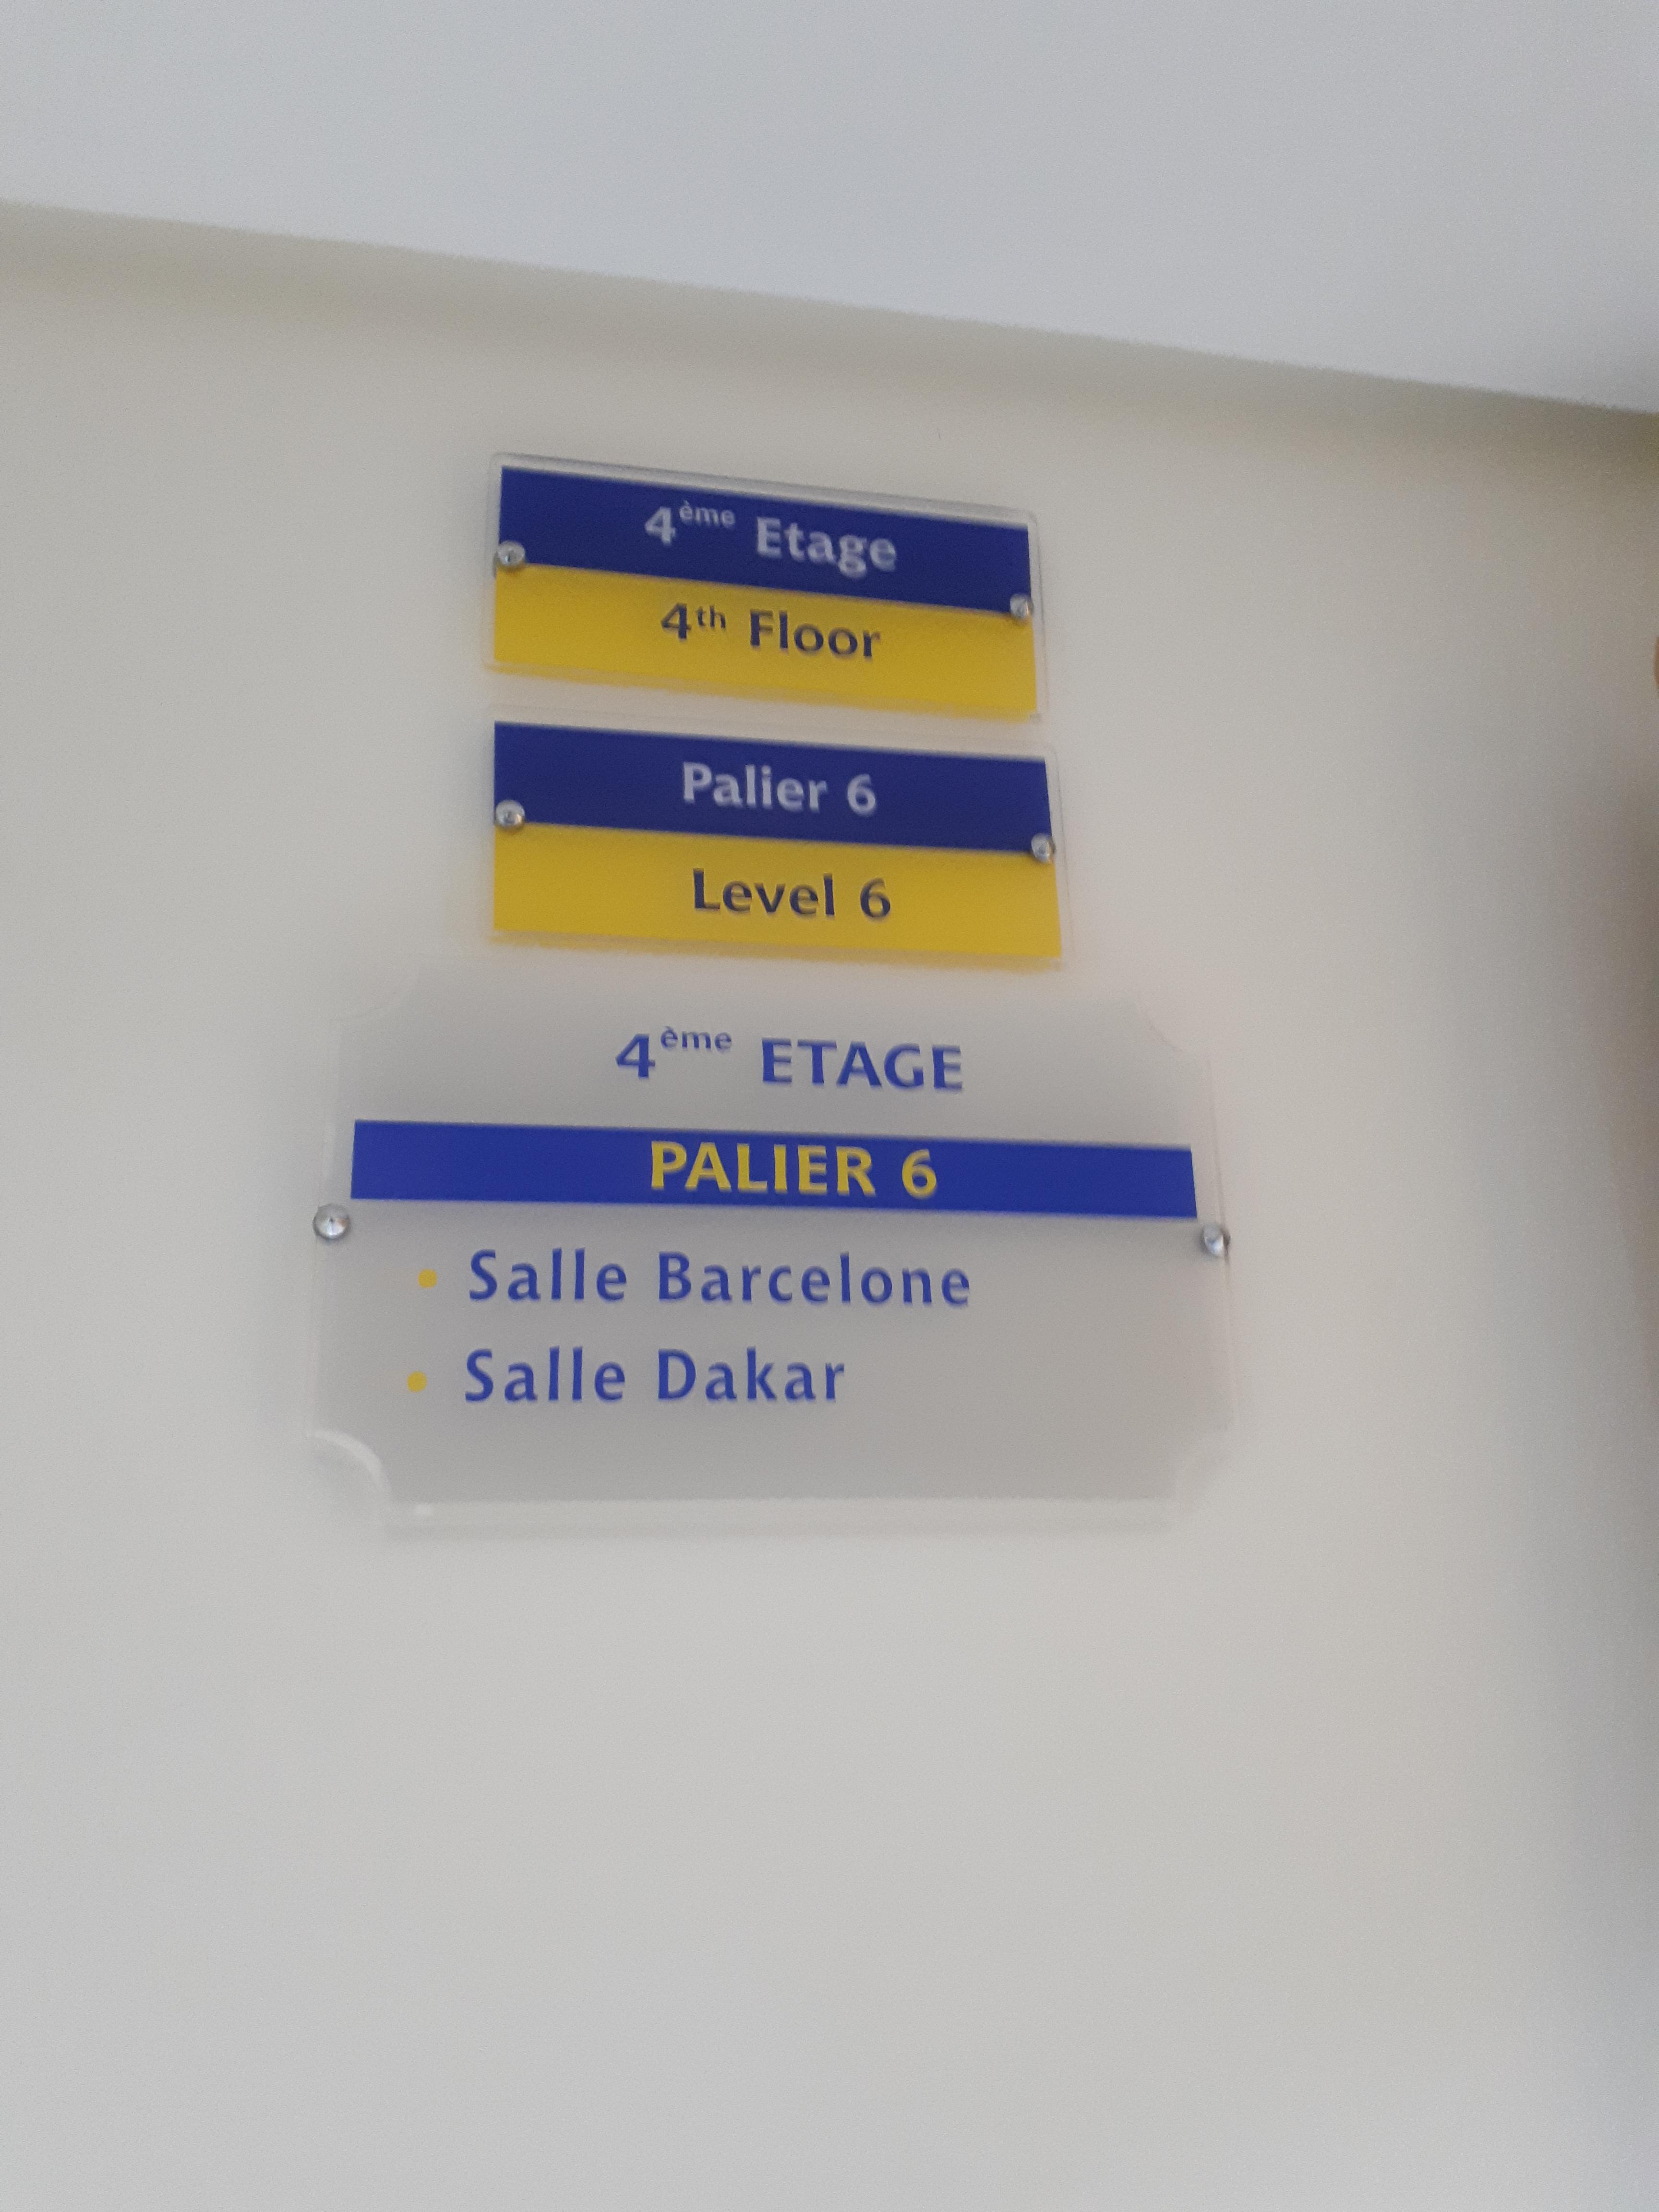 4ème Etage
4th Floor
Palier 6
Level 6
4ème ETAGE
PALIER 6
• Salle Barcelone
• Salle Dakar